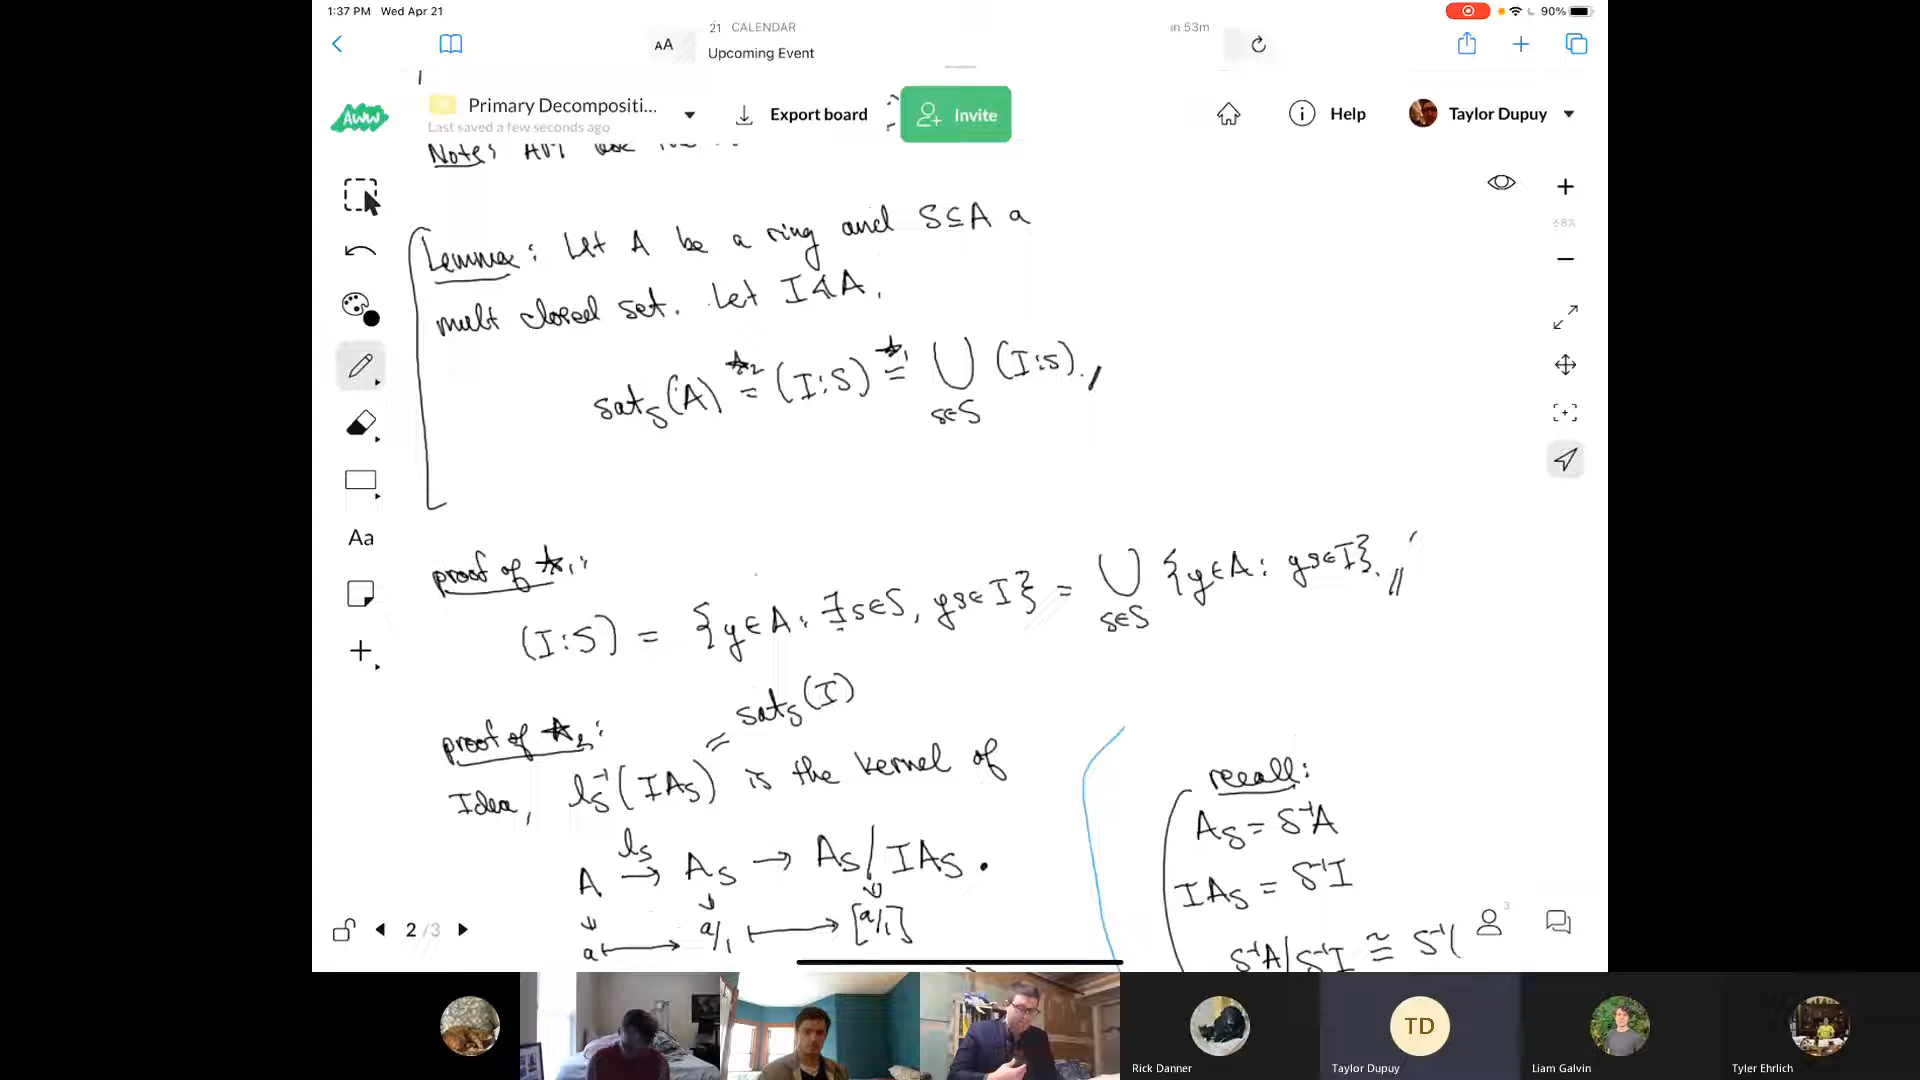 1:37 PM Wed Apr 21
90%
21 CALENDAR
in 53m
AA
Upcoming Event
AWW
Primary Decompositi...
Last saved a few seconds ago
Export board
Invite
Help
Taylor Dupuy
Notes
68%
Lemma: Let A be a ring and S⊆A a
mult closed set. Let I◁A.
sat_S(A) =^{★2} (I:S) =^{★1} ⋃_{s∈S} (I:s).
Aa
proof of ★1:
(I:S) = {y∈A: ∃s∈S, ys∈I} = ⋃_{s∈S} {y∈A: ys∈I}. //
sat_S(I)
proof of ★2:
=
Idea, l_S^{-1}(IA_S) is the kernel of
A →^{l_S} A_S → A_S/IA_S.
a ↦ a/1 ↦ [a/1]
recall:
A_S = S^{-1}A
IA_S = S^{-1}I
S^{-1}A/S^{-1}I ≅ S^{-1}(
2/3
3
Rick Danner
TD
Taylor Dupuy
Liam Galvin
Tyler Ehrlich